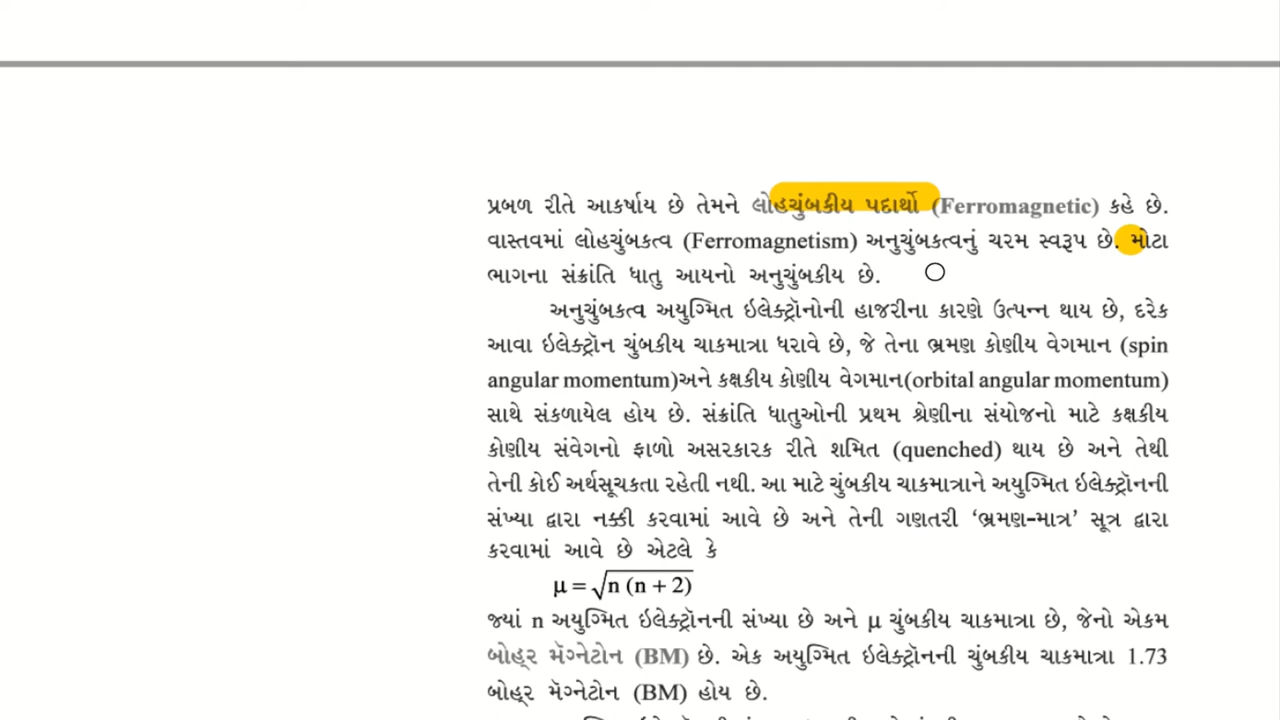 પ્રબળ રીતે આકર્ષાય છે તેમને લોહચુંબકીય પદાર્થો (Ferromagnetic) કહે છે.
વાસ્તવમાં લોહચુંબકત્વ (Ferromagnetism) અનુચુંબકત્વનું ચરમ સ્વરૂપ છે. મોટા
ભાગના સંક્રાંતિ ધાતુ આયનો અનુચુંબકીય છે.
અનુચુંબકત્વ અયુગ્મિત ઇલેક્ટ્રૉનોની હાજરીના કારણે ઉત્પન્ન થાય છે, દરેક
આવા ઇલેક્ટ્રૉન ચુંબકીય ચાકમાત્રા ધરાવે છે, જે તેના ભ્રમણ કોણીય વેગમાન (spin
angular momentum)અને કક્ષકીય કોણીય વેગમાન(orbital angular momentum)
સાથે સંકળાયેલ હોય છે. સંક્રાંતિ ધાતુઓની પ્રથમ શ્રેણીના સંયોજનો માટે કક્ષકીય
કોણીય સંવેગનો ફાળો અસરકારક રીતે શમિત (quenched) થાય છે અને તેથી
તેની કોઈ અર્થસૂચકતા રહેતી નથી. આ માટે ચુંબકીય ચાકમાત્રાને અયુગ્મિત ઇલેક્ટ્રૉનની
સંખ્યા દ્વારા નક્કી કરવામાં આવે છે અને તેની ગણતરી ‘ભ્રમણ-માત્ર’ સૂત્ર દ્વારા
કરવામાં આવે છે એટલે કે
μ = √n (n + 2)
જ્યાં n અયુગ્મિત ઇલેક્ટ્રૉનની સંખ્યા છે અને μ ચુંબકીય ચાકમાત્રા છે, જેનો એકમ
બોહ્‌ર મૅગ્નેટોન (BM) છે. એક અયુગ્મિત ઇલેક્ટ્રૉનની ચુંબકીય ચાકમાત્રા 1.73
બોહ્‌ર મૅગ્નેટોન (BM) હોય છે.